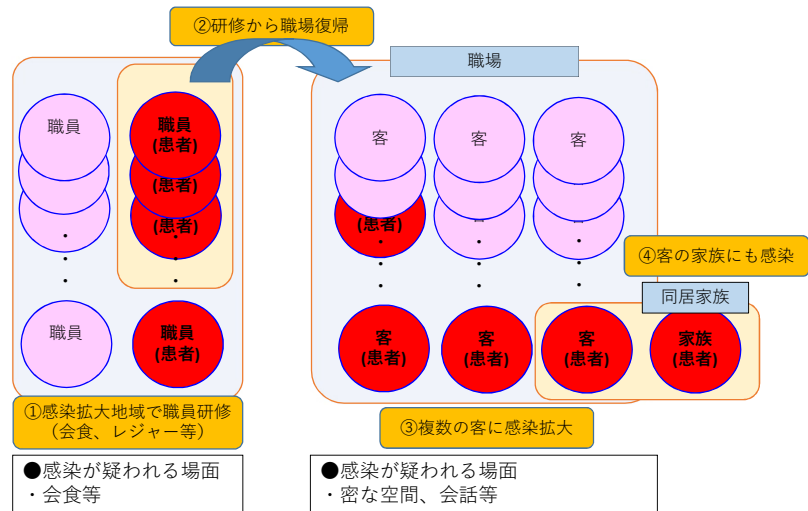 ②研修から職場復帰
職場
職員
職員
(患者)
(患者)
(患者)
・
・
・
・
・
・
職員
職員
(患者)
客
客
客
(患者)
・
・
・
・
・
・
・
・
・
客
(患者)
客
(患者)
客
(患者)
④客の家族にも感染
同居家族
家族
(患者)
①感染拡大地域で職員研修
（会食、レジャー等）
③複数の客に感染拡大
●感染が疑われる場面
・会食等
●感染が疑われる場面
・密な空間、会話等